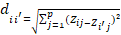 d_{ii'} = \sqrt{\sum_{j=1}^{p}(Z_{ij} - Z_{i'j})^2}